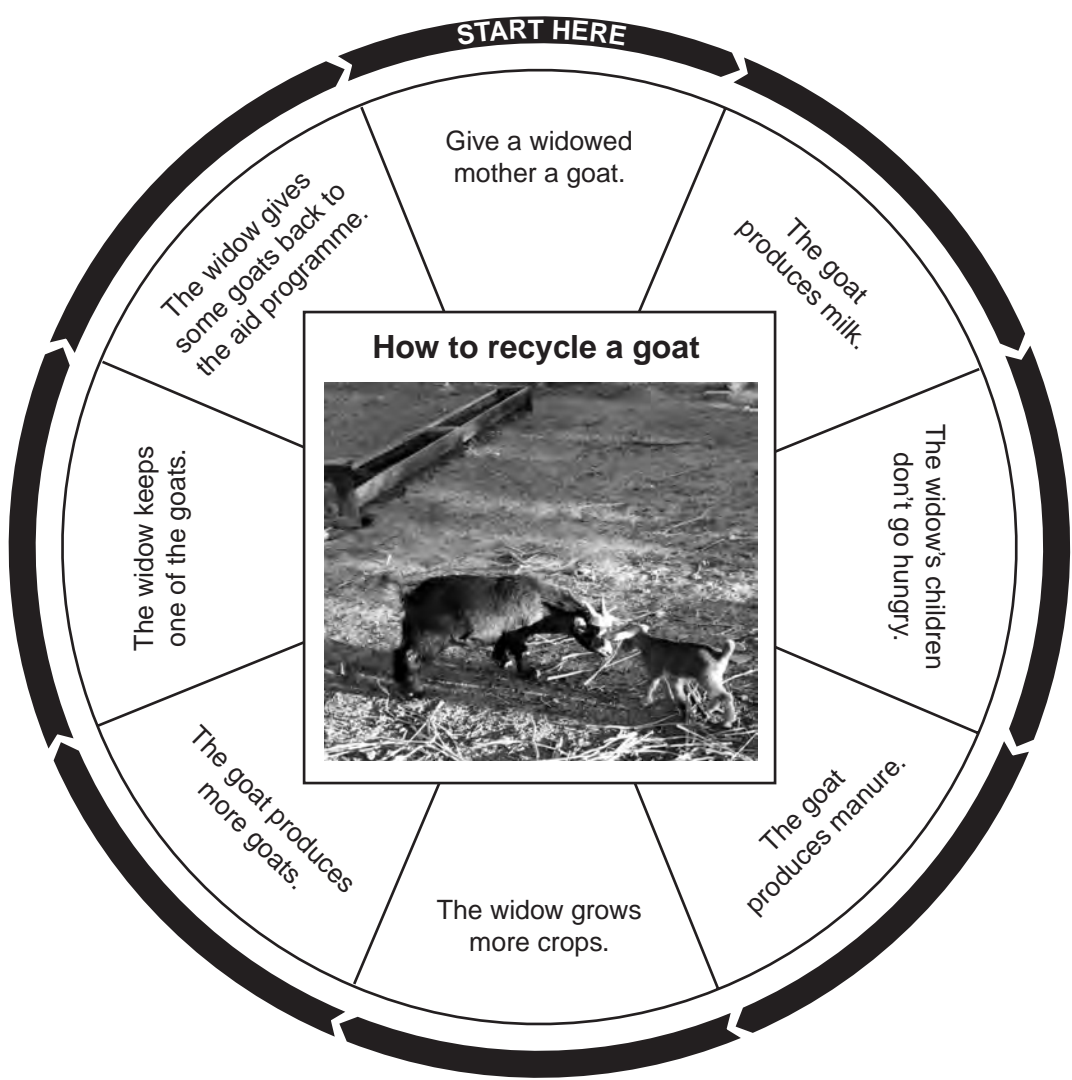 START HERE
Give a widowed
mother a goat.
The goat
produces milk.
The widow's children
don't go hungry.
The goat
produces manure.
The widow grows
more crops.
The goat produces
more goats.
The widow keeps
one of the goats.
The widow gives
some goats back to
the aid programme.
How to recycle a goat